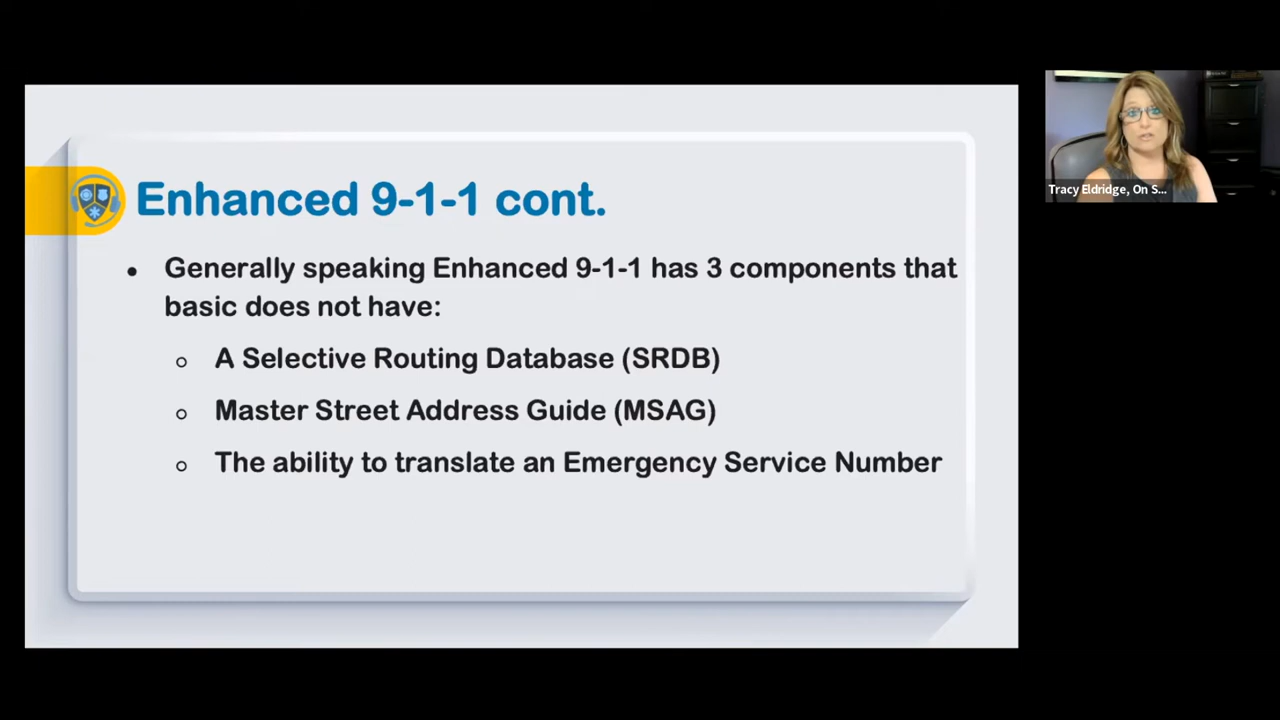 Enhanced 9-1-1 cont.
● Generally speaking Enhanced 9-1-1 has 3 components that
basic does not have:
○ A Selective Routing Database (SRDB)
○ Master Street Address Guide (MSAG)
○ The ability to translate an Emergency Service Number
Tracy Eldridge, On S...